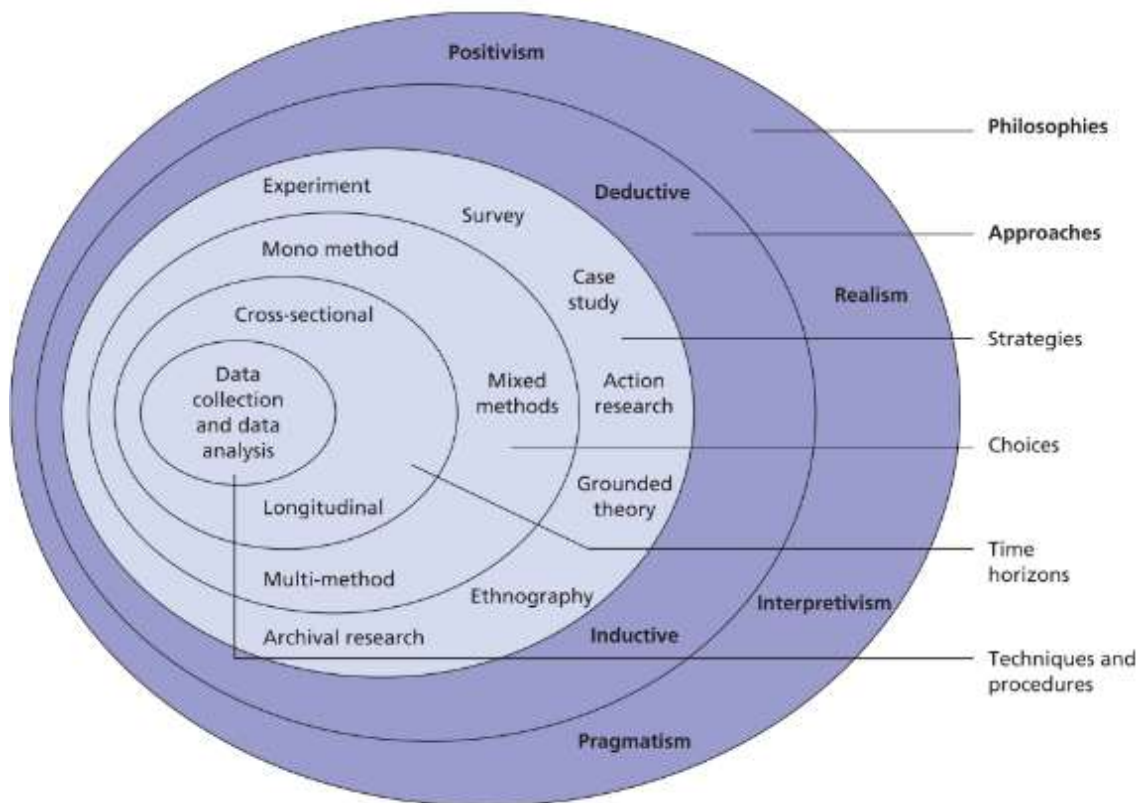 Positivism
Philosophies
Experiment
Deductive
Survey
Approaches
Mono method
Case
study
Realism
Cross-sectional
Strategies
Data
collection
and data
analysis
Mixed
methods
Action
research
Choices
Longitudinal
Grounded
theory
Time
horizons
Multi-method
Ethnography
Interpretivism
Archival research
Inductive
Techniques and
procedures
Pragmatism